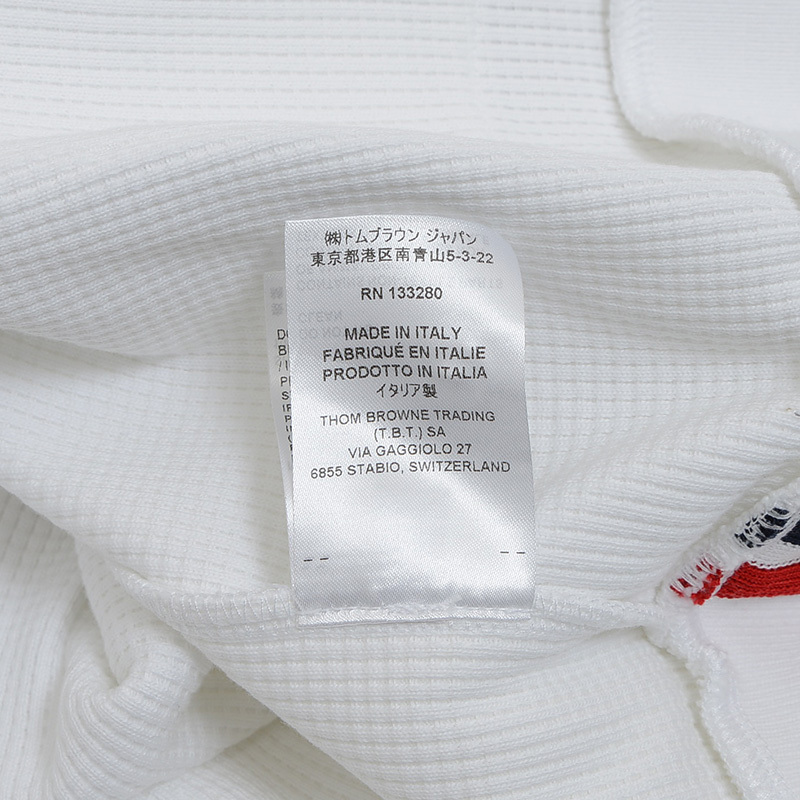 ㈱トムブラウン ジャパン
東京都港区南青山5-3-22
RN 133280
MADE IN ITALY
FABRIQUÉ EN ITALIE
PRODOTTO IN ITALIA
イタリア製
THOM BROWNE TRADING
(T.B.T.) SA
VIA GAGGIOLO 27
6855 STABIO, SWITZERLAND